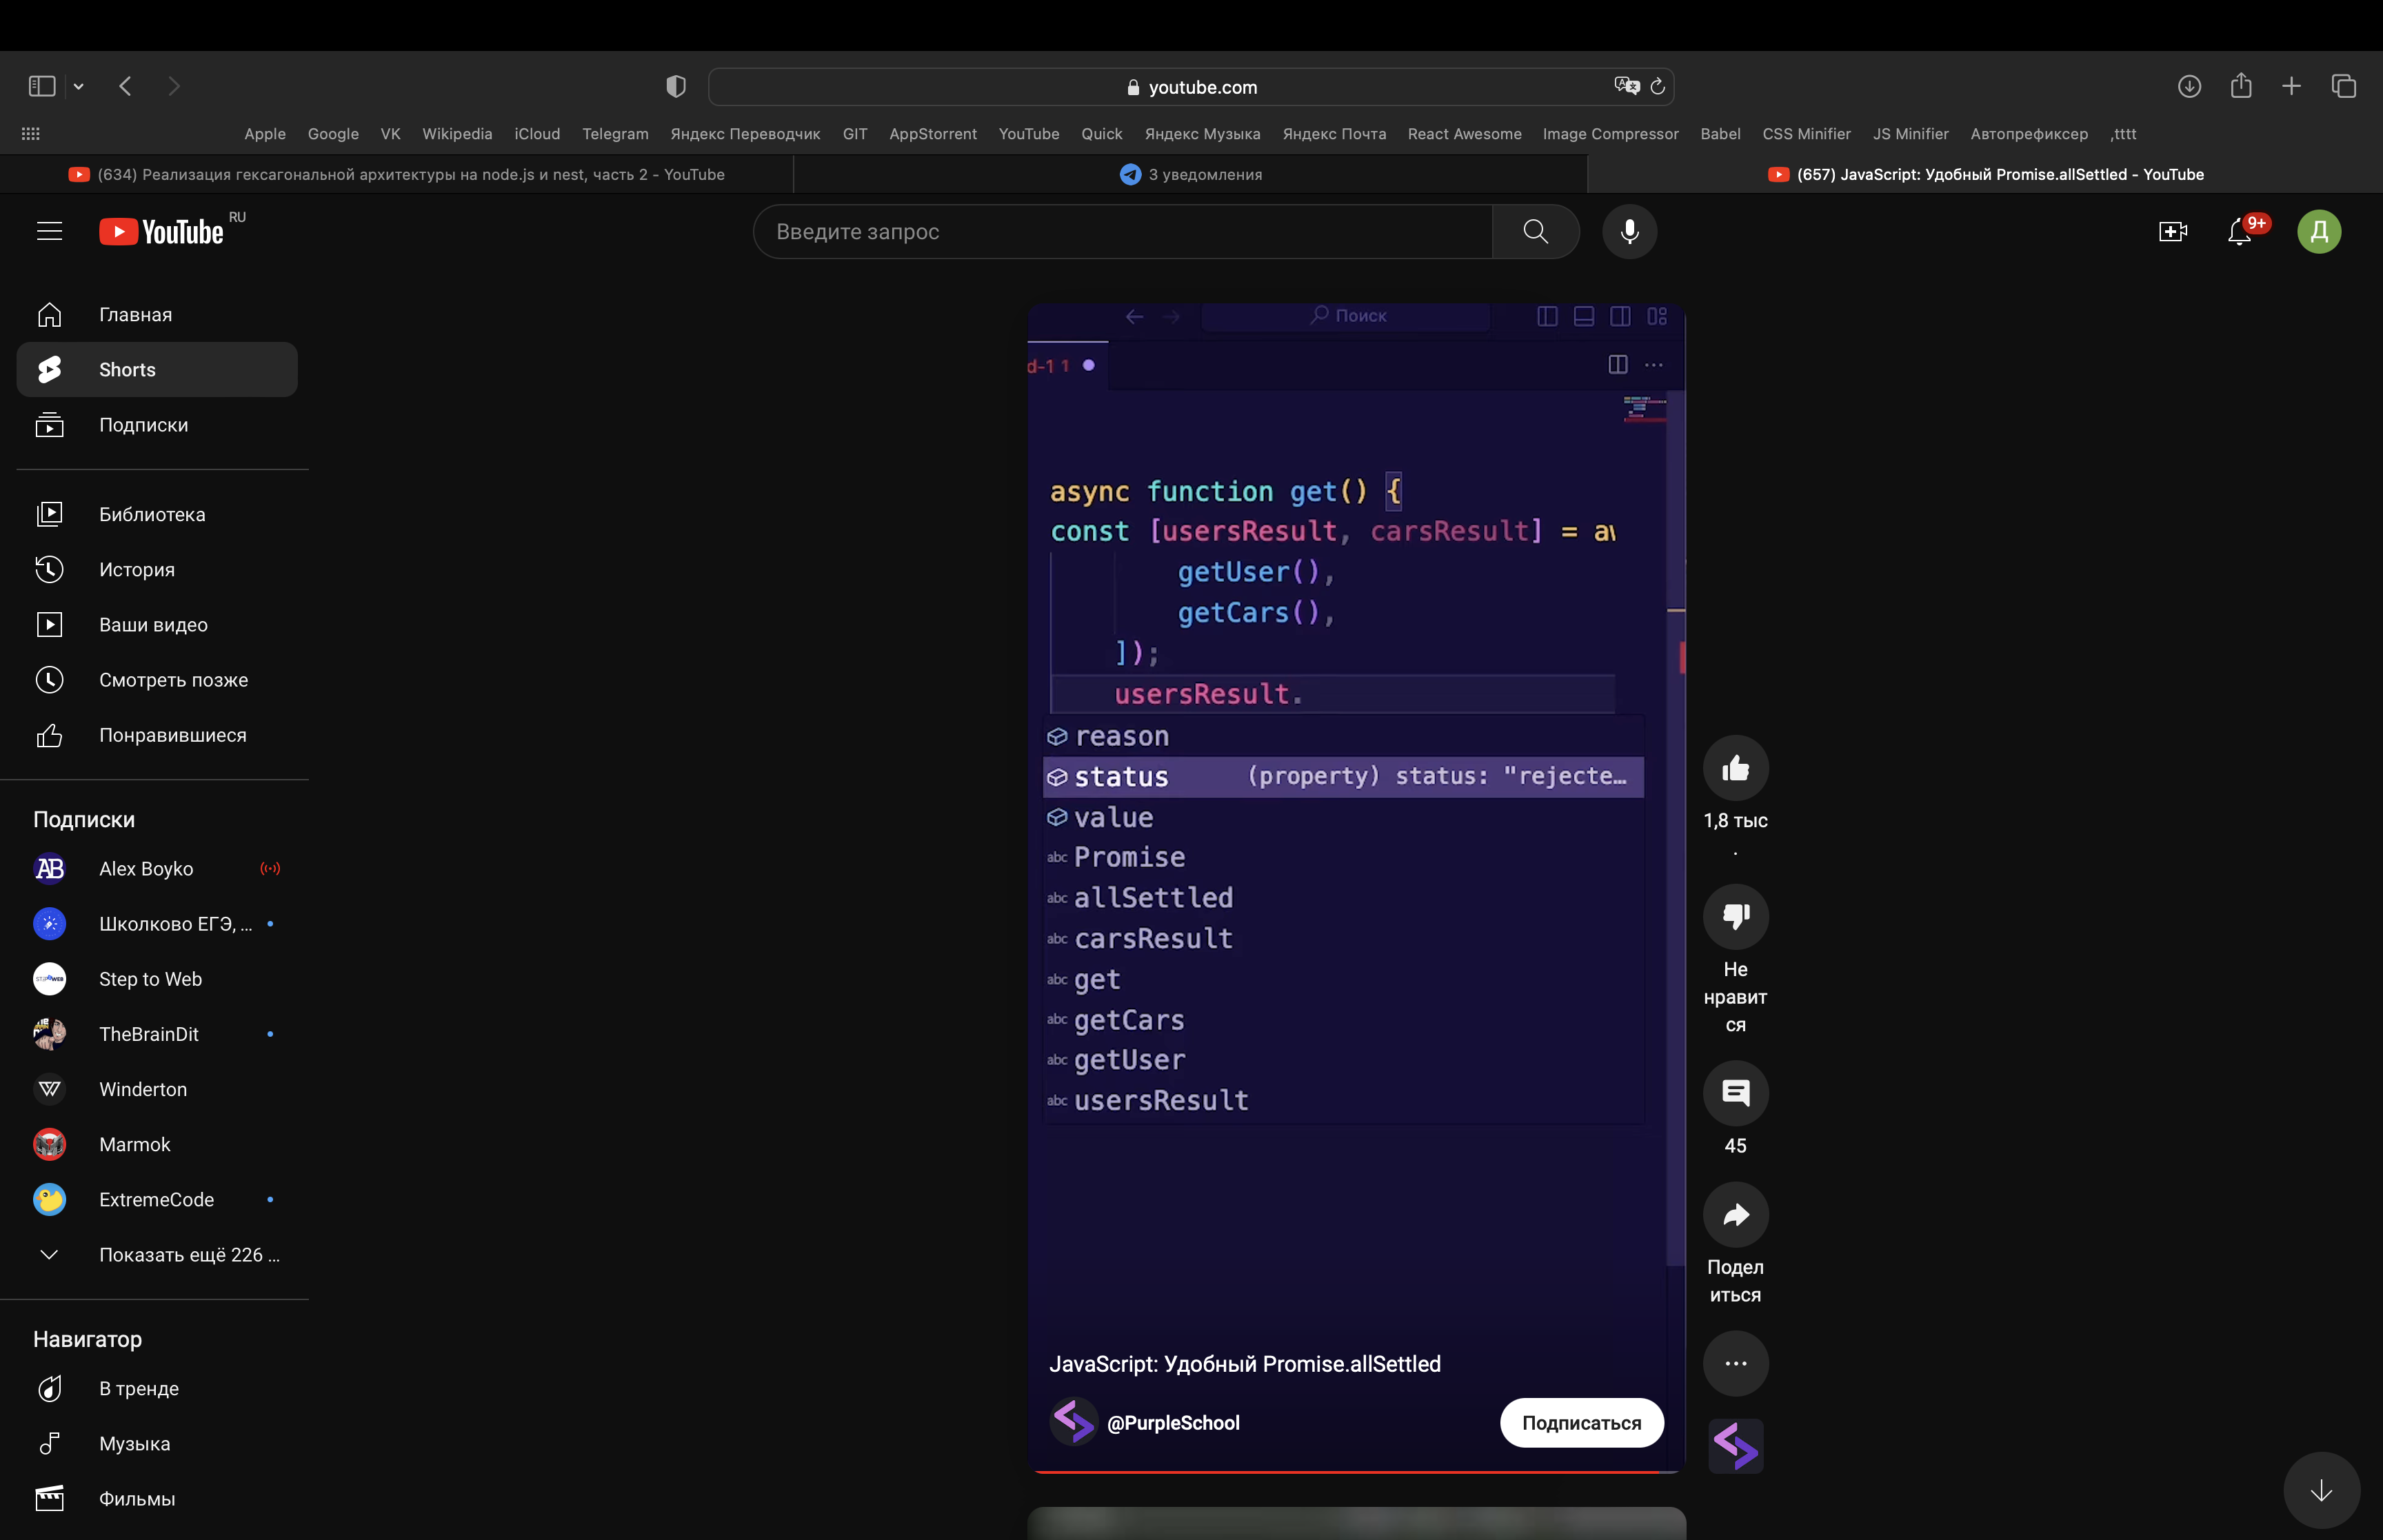 youtube.com
Apple Google VK Wikipedia iCloud Telegram Яндекс Переводчик GIT AppStorrent YouTube Quick Яндекс Музыка Яндекс Почта React Awesome Image Compressor Babel CSS Minifier JS Minifier Автопрефиксер ,tttt
(634) Реализация гексагональной архитектуры на node.js и nest, часть 2 - YouTube
3 уведомления
(657) JavaScript: Удобный Promise.allSettled - YouTube
YouTube RU
Введите запрос
9+
Д
Главная
Shorts
Подписки
Библиотека
История
Ваши видео
Смотреть позже
Понравившиеся
Подписки
AB
Alex Boyko
Школково ЕГЭ, ...
Step to Web
TheBrainDit
Winderton
Marmok
ExtremeCode
Показать ещё 226 ...
Навигатор
В тренде
Музыка
Фильмы
Поиск
d-1 1
async function get() {
const [usersResult, carsResult] = aw
getUser(),
getCars(),
]);
usersResult.
reason
status (property) status: "rejecte…
value
abc Promise
abc allSettled
abc carsResult
abc get
abc getCars
abc getUser
abc usersResult
JavaScript: Удобный Promise.allSettled
@PurpleSchool
Подписаться
1,8 тыс
.
Не
нравит
ся
45
Подел
иться